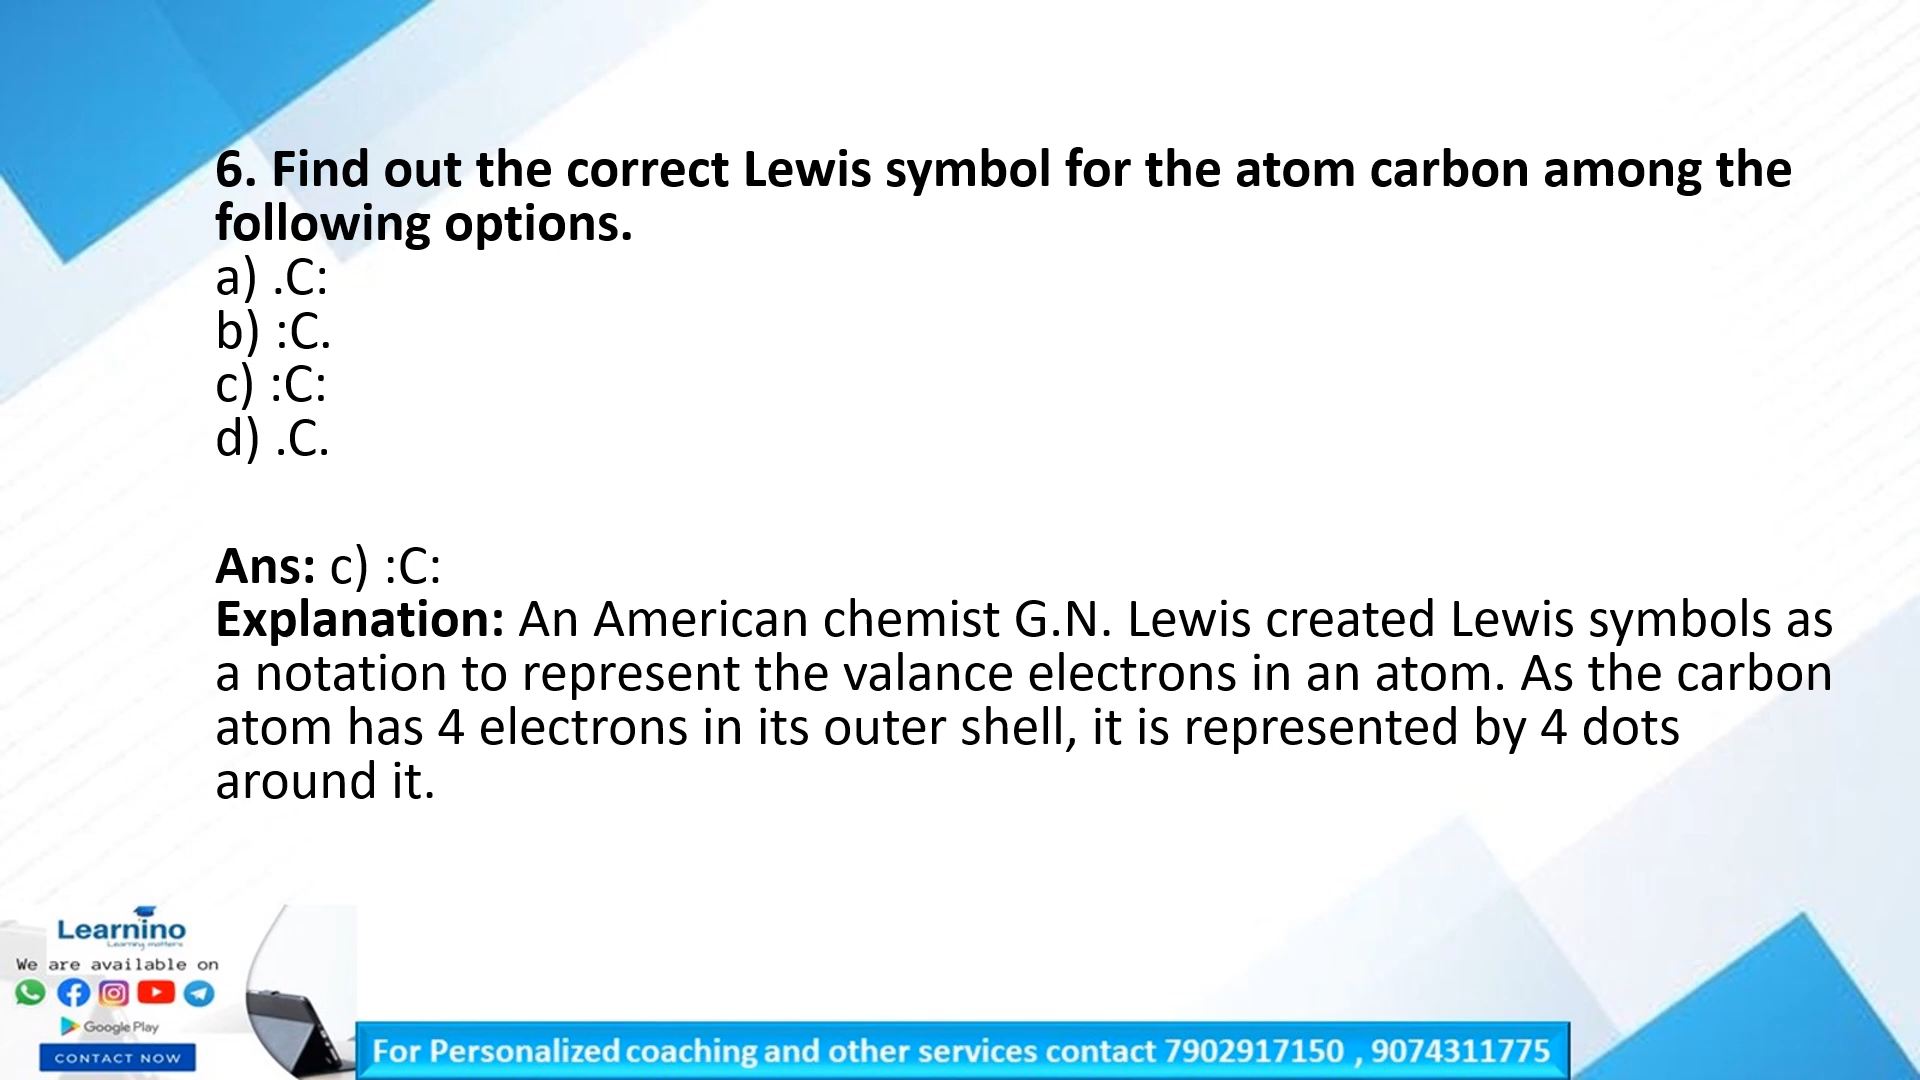 6. Find out the correct Lewis symbol for the atom carbon among the
following options.
a) .C:
b) :C.
c) :C:
d) .C.
Ans: c) :C:
Explanation: An American chemist G.N. Lewis created Lewis symbols as
a notation to represent the valance electrons in an atom. As the carbon
atom has 4 electrons in its outer shell, it is represented by 4 dots
around it.
Learnino
Learning matters
We are available on
Google Play
CONTACT NOW
For Personalized coaching and other services contact 7902917150 , 9074311775